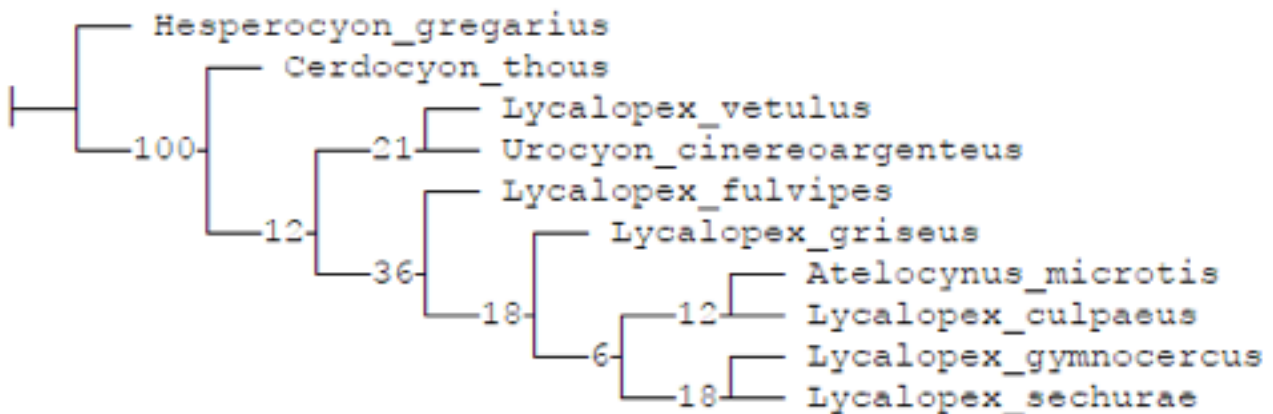 Hesperocyon_gregarius
Cerdocyon_thous
Lycalopex_vetulus
100 21 Urocyon_cinereoargenteus
Lycalopex_fulvipes
12 Lycalopex_griseus
36 Atelocynus_microtis
18 12 Lycalopex_culpaeus
6 Lycalopex_gymnocercus
18 Lycalopex_sechurae